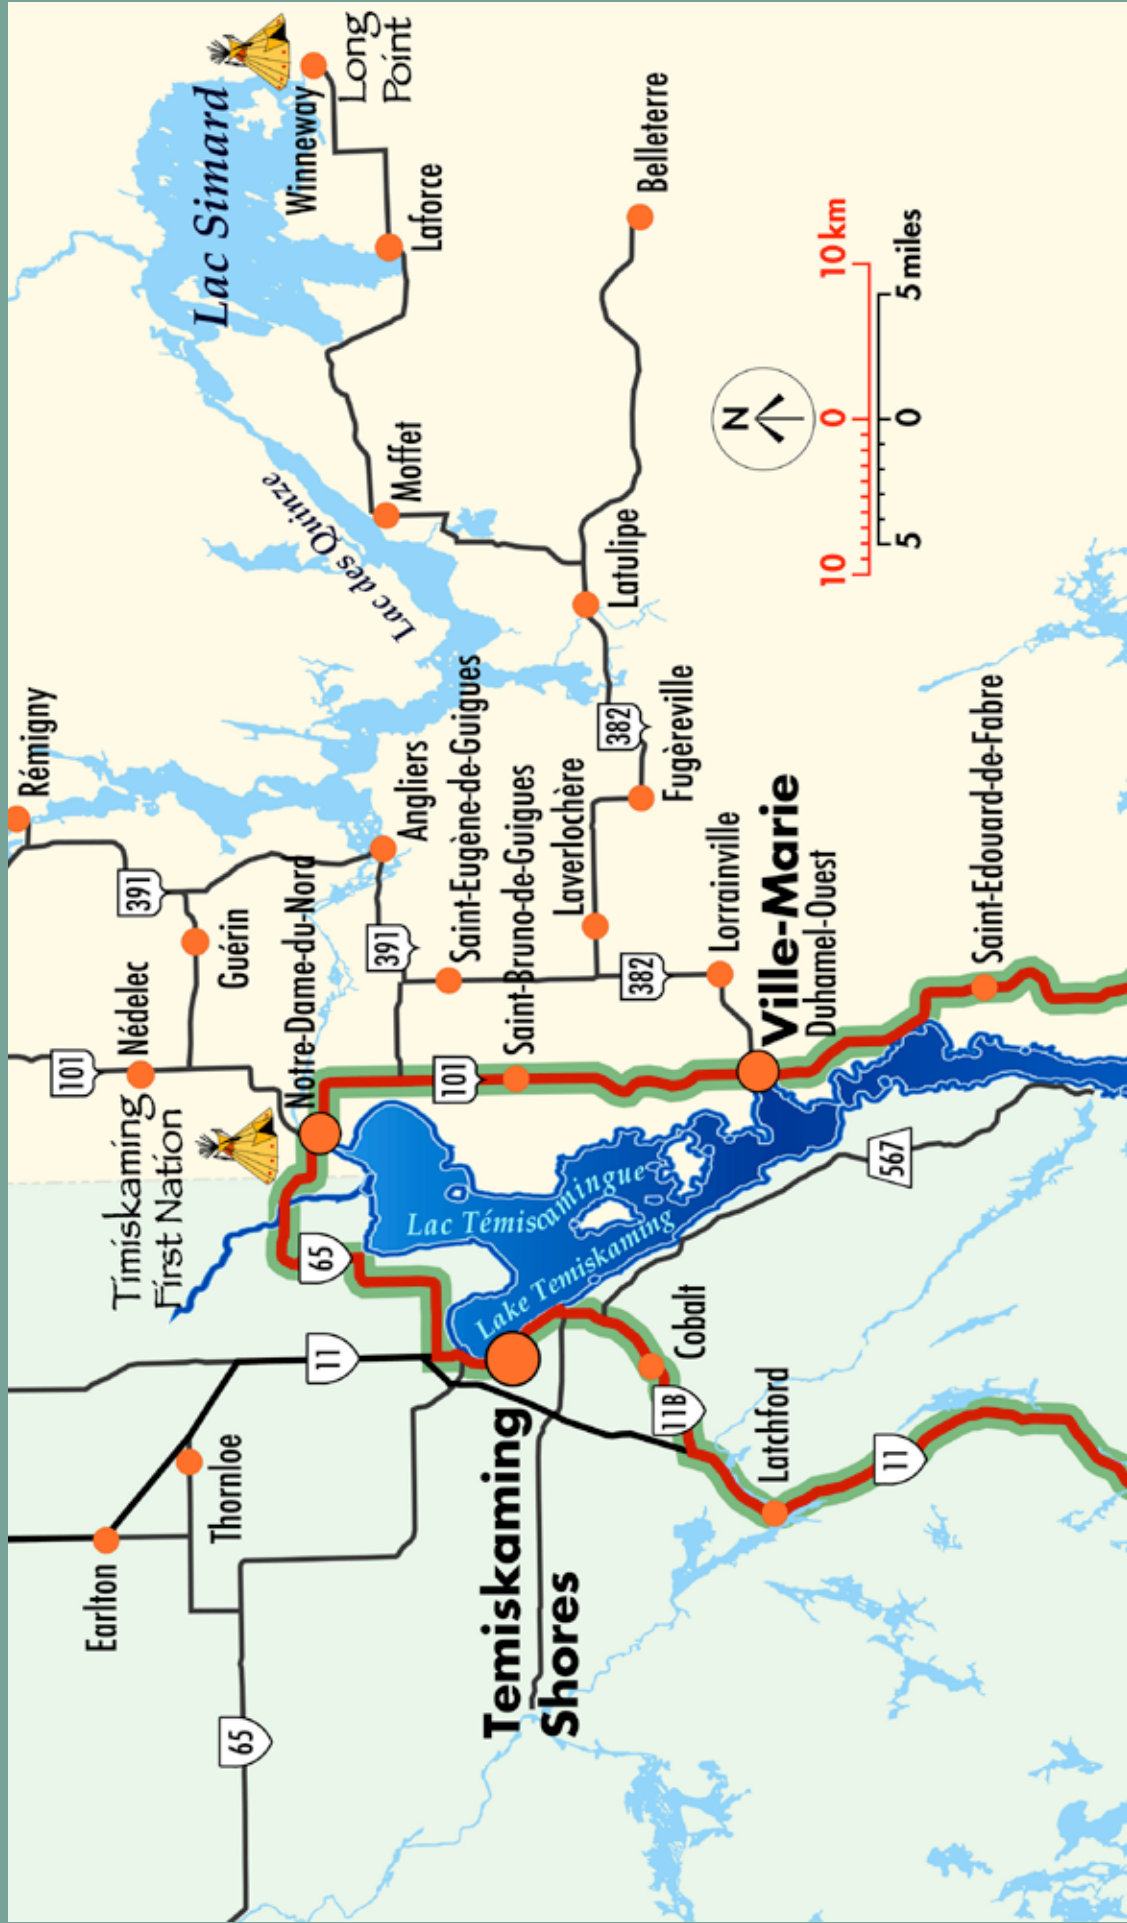 Rémigny
Lac Simard
Winneway
Long
Point
391
Guérin
101
Nédelec
Timiskaming
First Nation
Notre-Dame-du-Nord
Laforce
Lac des Quinze
Moffet
Angliers
391
Earlton
Thornloe
11
65
65
Saint-Eugène-de-Guigues
101
Saint-Bruno-de-Guigues
Lac Témiscamingue
Lake Temiskaming
Temiskaming
Shores
Laverlochère
382
Latulipe
Belleterre
382
Fugèreville
Lorrainville
Ville-Marie
Duhamel-Ouest
Cobalt
11B
Latchford
567
11
N
10 0 10 km
5 0 5 miles
Saint-Edouard-de-Fabre